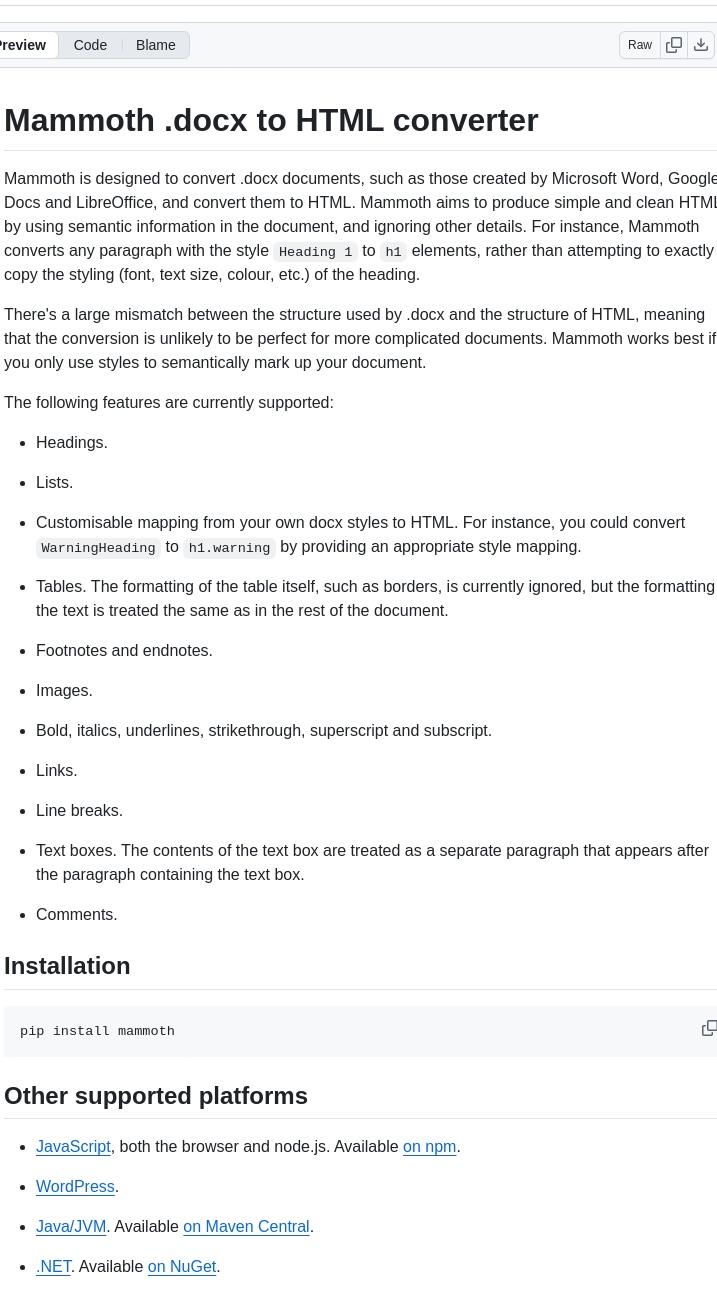 Preview Code Blame Raw
Mammoth .docx to HTML converter
Mammoth is designed to convert .docx documents, such as those created by Microsoft Word, Google
Docs and LibreOffice, and convert them to HTML. Mammoth aims to produce simple and clean HTML
by using semantic information in the document, and ignoring other details. For instance, Mammoth
converts any paragraph with the style Heading 1 to h1 elements, rather than attempting to exactly
copy the styling (font, text size, colour, etc.) of the heading.
There's a large mismatch between the structure used by .docx and the structure of HTML, meaning
that the conversion is unlikely to be perfect for more complicated documents. Mammoth works best if
you only use styles to semantically mark up your document.
The following features are currently supported:
• Headings.
• Lists.
• Customisable mapping from your own docx styles to HTML. For instance, you could convert
WarningHeading to h1.warning by providing an appropriate style mapping.
• Tables. The formatting of the table itself, such as borders, is currently ignored, but the formatting
the text is treated the same as in the rest of the document.
• Footnotes and endnotes.
• Images.
• Bold, italics, underlines, strikethrough, superscript and subscript.
• Links.
• Line breaks.
• Text boxes. The contents of the text box are treated as a separate paragraph that appears after
the paragraph containing the text box.
• Comments.
Installation
pip install mammoth
Other supported platforms
• JavaScript, both the browser and node.js. Available on npm.
• WordPress.
• Java/JVM. Available on Maven Central.
• .NET. Available on NuGet.